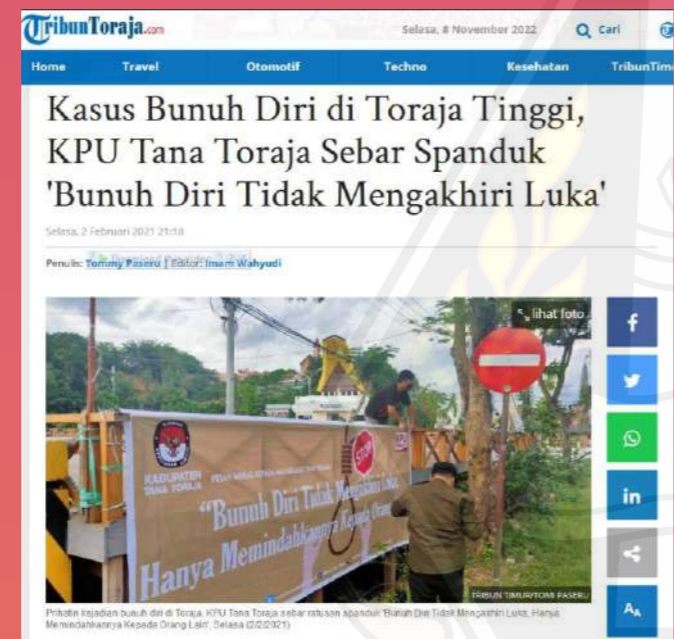 TribunToraja.com
Selasa, 8 November 2022
Cari
Home Travel Otomotif Techno Kesehatan TribunTim
Kasus Bunuh Diri di Toraja Tinggi,
KPU Tana Toraja Sebar Spanduk
'Bunuh Diri Tidak Mengakhiri Luka'
Selasa, 2 Februari 2021 21:18
Penulis: Tommy Paseru | Editor: Imam Wahyudi
lihat foto
KABUPATEN
TANA TORAJA
STOP
"Bunuh Diri Tidak Mengakhiri Luka,
Hanya Memindahkannya Kepada Orang
TRIBUN TIMUR/TOMI PASERU
Prihatin kejadian bunuh diri di Toraja, KPU Tana Toraja sebar ratusan spanduk 'Bunuh Diri Tidak Mengakhiri Luka, Hanya
Memindahkannya Kepada Orang Lain', Selasa (2/2/2021)
f
in
AA